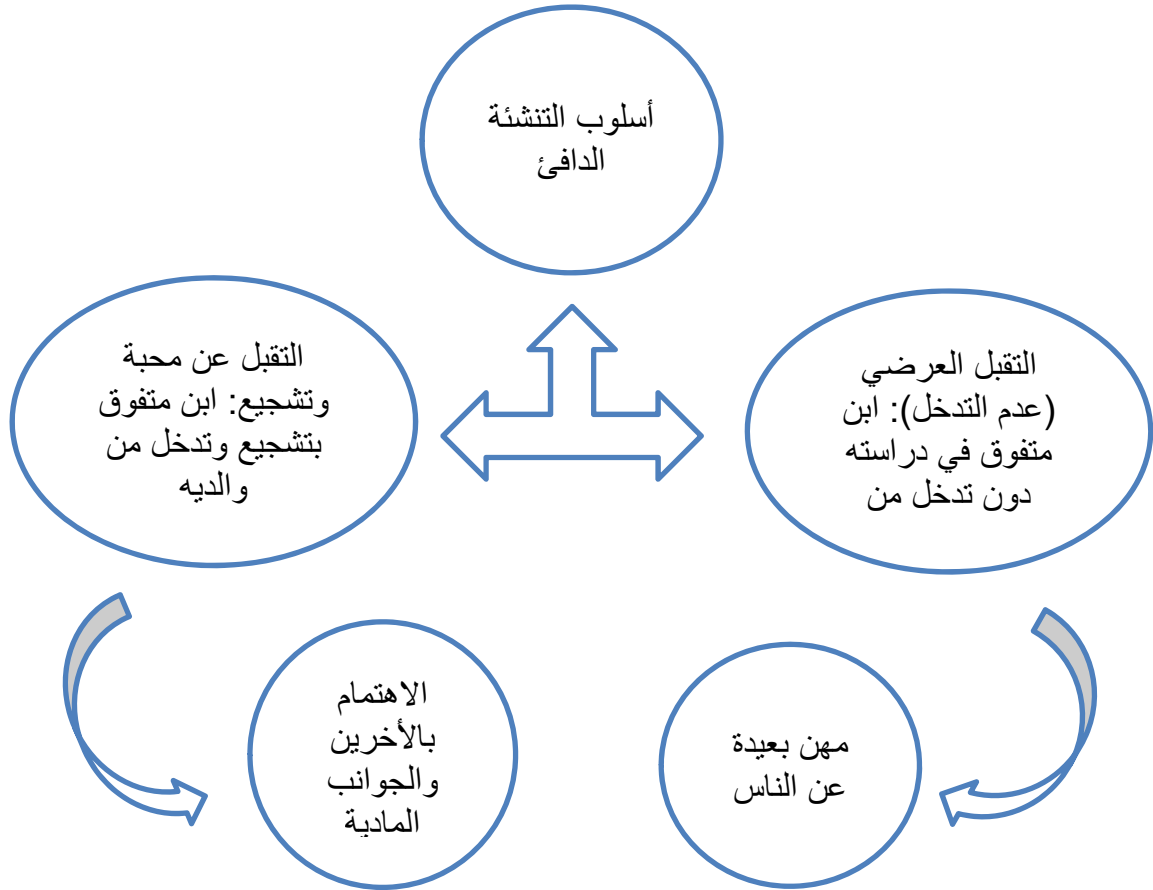 أسلوب التنشئة
الدافئ
التقبل العرضي
(عدم التدخل): ابن
متفوق في دراسته
دون تدخل من
التقبل عن محبة
وتشجيع: ابن متفوق
بتشجيع وتدخل من
والديه
مهن بعيدة
عن الناس
الاهتمام
بالأخرين
والجوانب
المادية